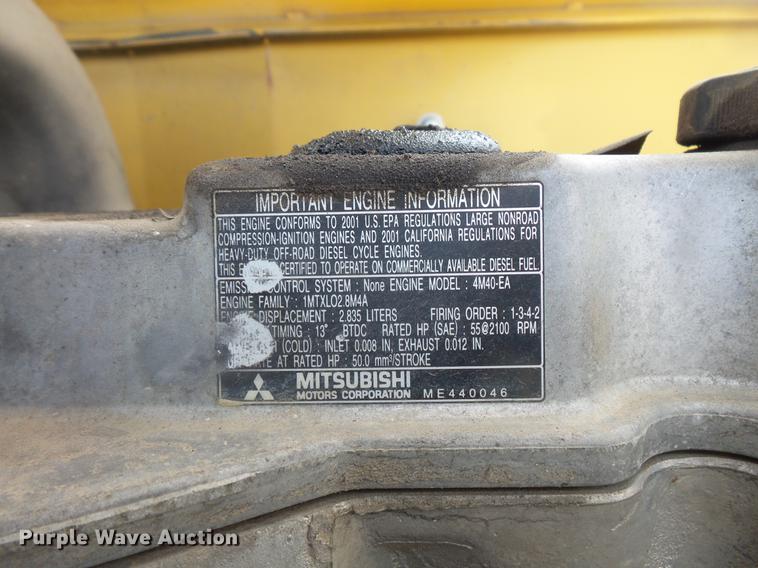 IMPORTANT ENGINE INFORMATION
THIS ENGINE CONFORMS TO 2001 U.S. EPA REGULATIONS LARGE NONROAD
COMPRESSION-IGNITION ENGINES AND 2001 CALIFORNIA REGULATIONS FOR
HEAVY-DUTY OFF-ROAD DIESEL CYCLE ENGINES.
THIS CERTIFIED TO OPERATE ON COMMERCIALLY AVAILABLE DIESEL FUEL.
CONTROL SYSTEM : None ENGINE MODEL : 4M40-EA
ENGINE FAMILY : 1MTXL02.8M4A
DISPLACEMENT : 2.835 LITERS FIRING ORDER : 1-3-4-2
TIMING : 13° BTDC RATED HP (SAE) : 55@2100 RPM
(COLD) : INLET 0.008 IN, EXHAUST 0.012 IN.
AT RATED HP : 50.0 mm³/STROKE
MITSUBISHI
MOTORS CORPORATION ME440046
Purple Wave Auction